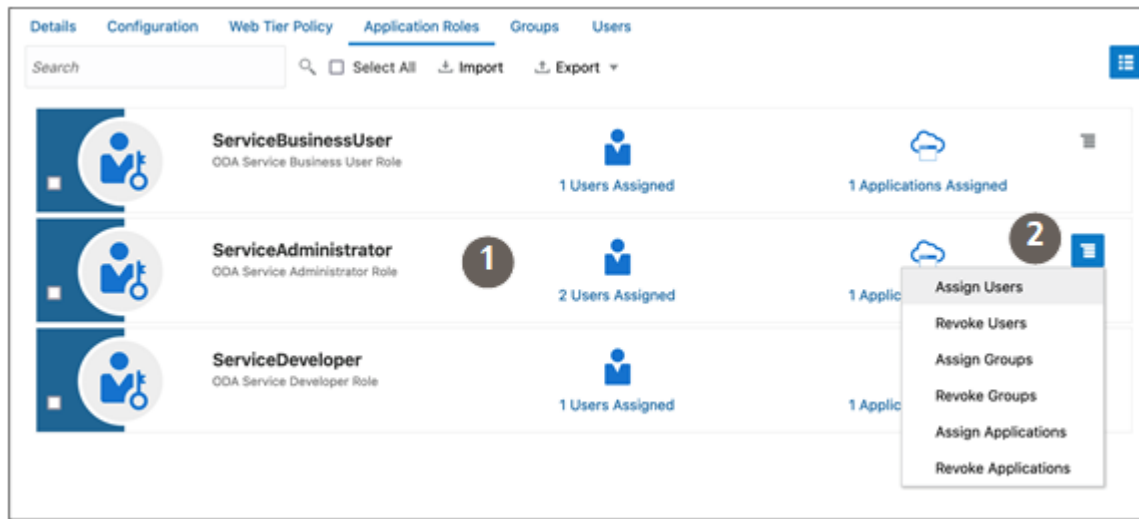 Details Configuration Web Tier Policy Application Roles Groups Users
Search Select All Import Export
ServiceBusinessUser
ODA Service Business User Role
1 Users Assigned 1 Applications Assigned
ServiceAdministrator
ODA Service Administrator Role
1
2
2 Users Assigned 1 Applic
Assign Users
Revoke Users
Assign Groups
Revoke Groups
Assign Applications
Revoke Applications
ServiceDeveloper
ODA Service Developer Role
1 Users Assigned 1 Applic